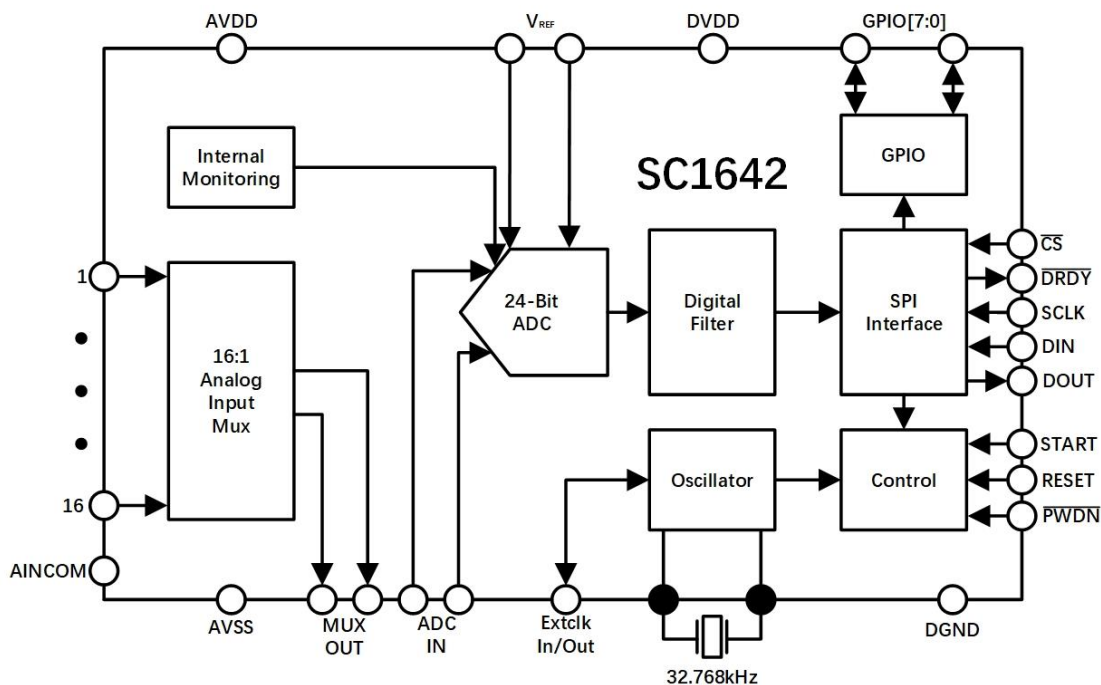 AVDD
VREF
DVDD
GPIO[7:0]
Internal
Monitoring
SC1642
GPIO
1
16:1
Analog
Input
Mux
24-Bit
ADC
Digital
Filter
SPI
Interface
CS
DRDY
SCLK
DIN
DOUT
16
Oscillator
Control
START
RESET
PWDN
AINCOM
AVSS
MUX
OUT
ADC
IN
Extclk
In/Out
DGND
32.768kHz